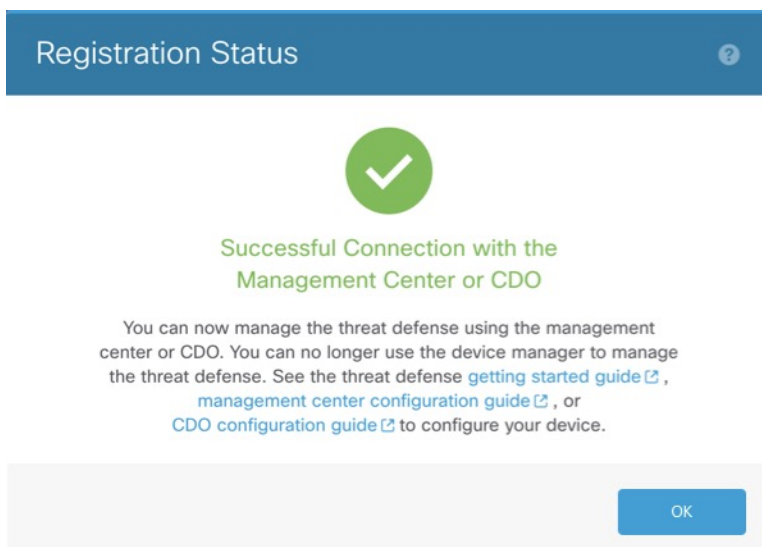 Registration Status
?
Successful Connection with the
Management Center or CDO
You can now manage the threat defense using the management
center or CDO. You can no longer use the device manager to manage
the threat defense. See the threat defense getting started guide ,
management center configuration guide , or
CDO configuration guide to configure your device.
OK